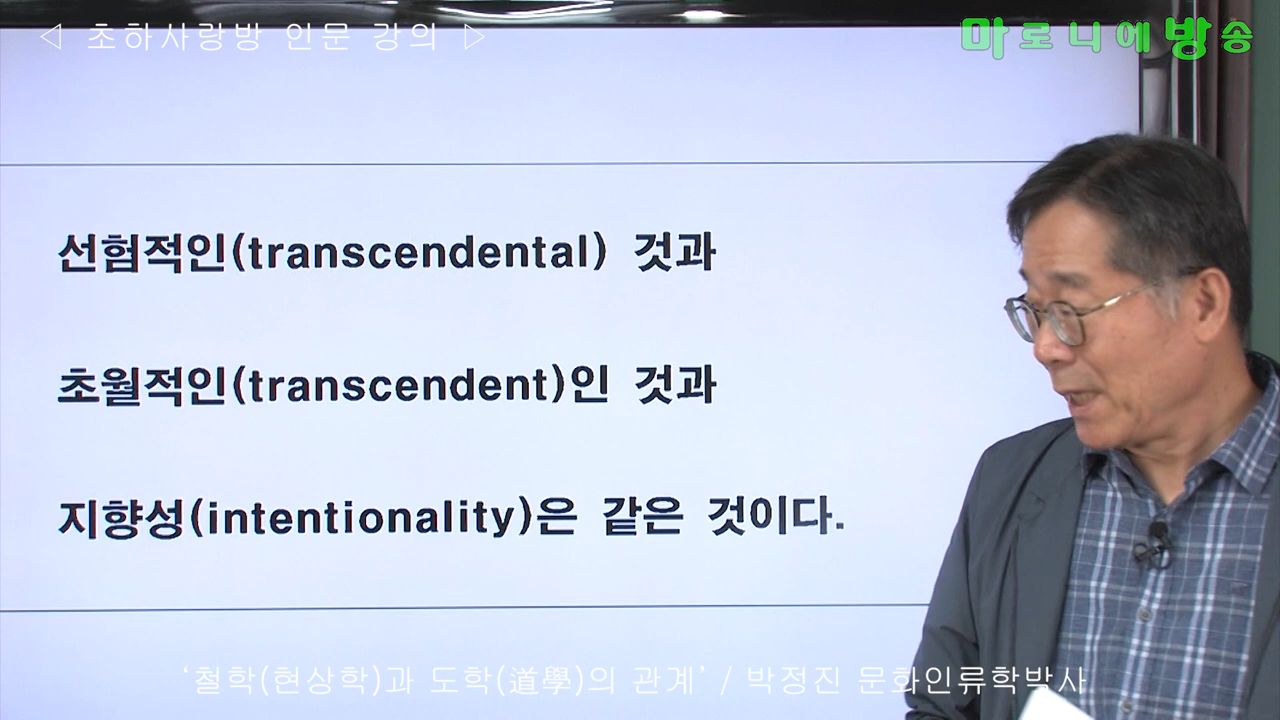 ◁ 초하사랑방 인문 강의 ▷
마로니에방송
선험적인(transcendental) 것과
초월적인(transcendent)인 것과
지향성(intentionality)은 같은 것이다.
‘철학(현상학)과 도학(道學)의 관계’ / 박정진 문화인류학박사